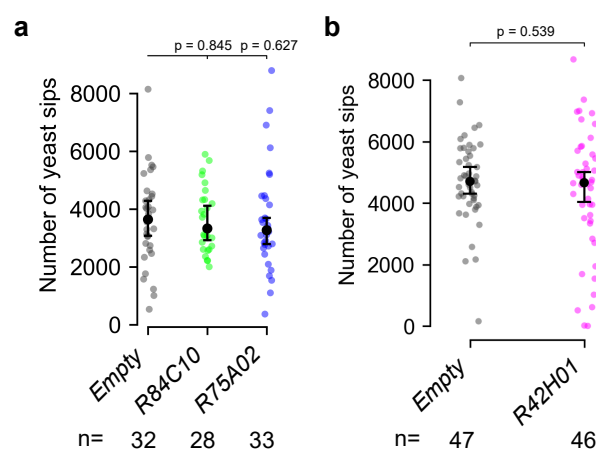 a
p = 0.845 p = 0.627
Number of yeast sips
8000
6000
4000
2000
0
Empty
R84C10
R75A02
n= 32 28 33
b
p = 0.539
Number of yeast sips
8000
6000
4000
2000
0
Empty
R42H01
n= 47 46